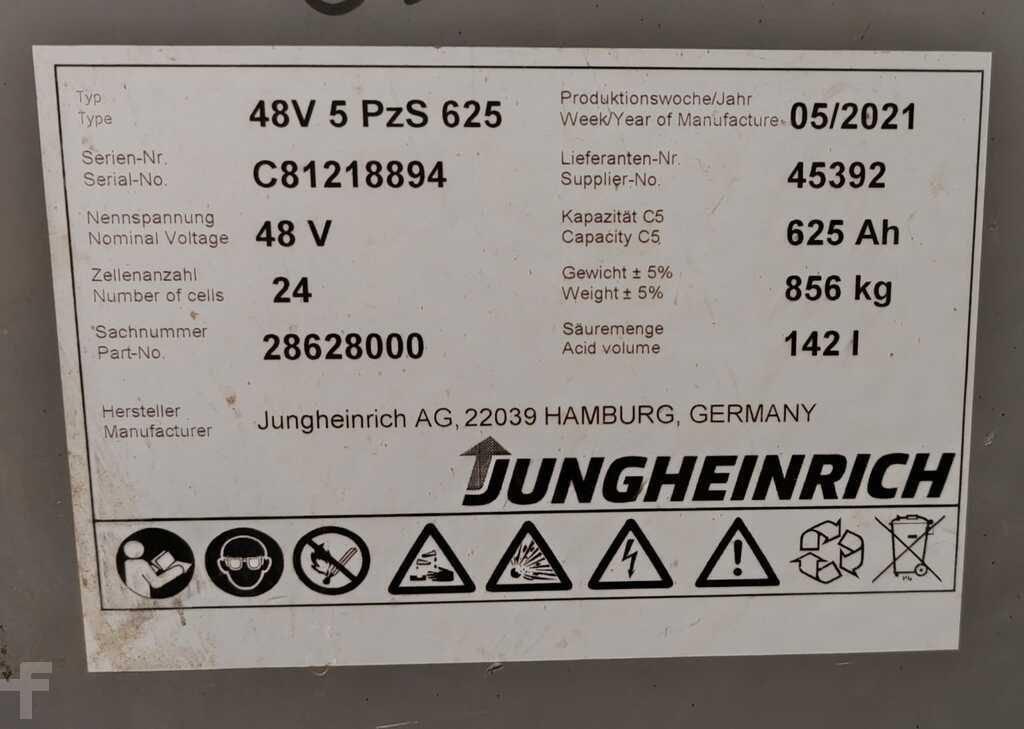 Typ
Type
48V 5 PzS 625
Produktionswoche/Jahr
Week/Year of Manufacture
05/2021
Serien-Nr.
Serial-No.
C81218894
Lieferanten-Nr.
Supplier-No.
45392
Nennspannung
Nominal Voltage
48 V
Kapazität C5
Capacity C5
625 Ah
Zellenanzahl
Number of cells
24
Gewicht ± 5%
Weight ± 5%
856 kg
Sachnummer
Part-No.
28628000
Säuremenge
Acid volume
142 l
Hersteller
Manufacturer
Jungheinrich AG, 22039 HAMBURG, GERMANY
JUNGHEINRICH
f